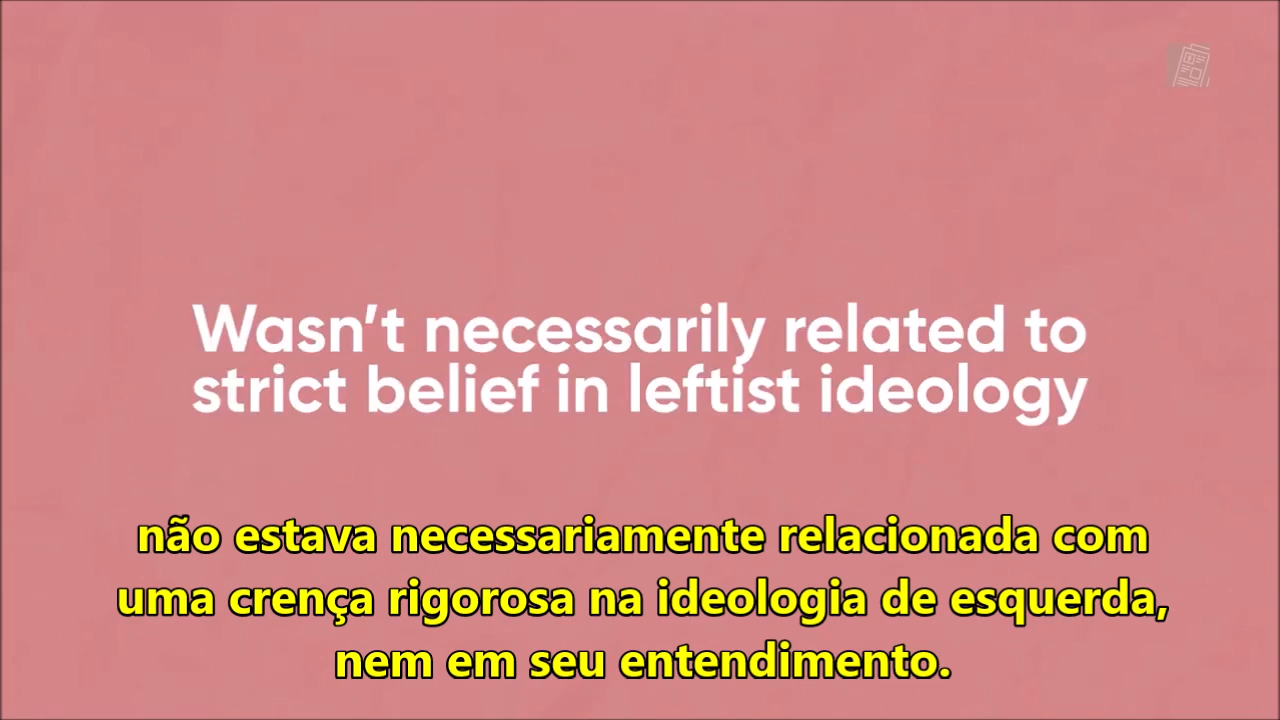 Wasn't necessarily related to
strict belief in leftist ideology
não estava necessariamente relacionada com
uma crença rigorosa na ideologia de esquerda,
nem em seu entendimento.